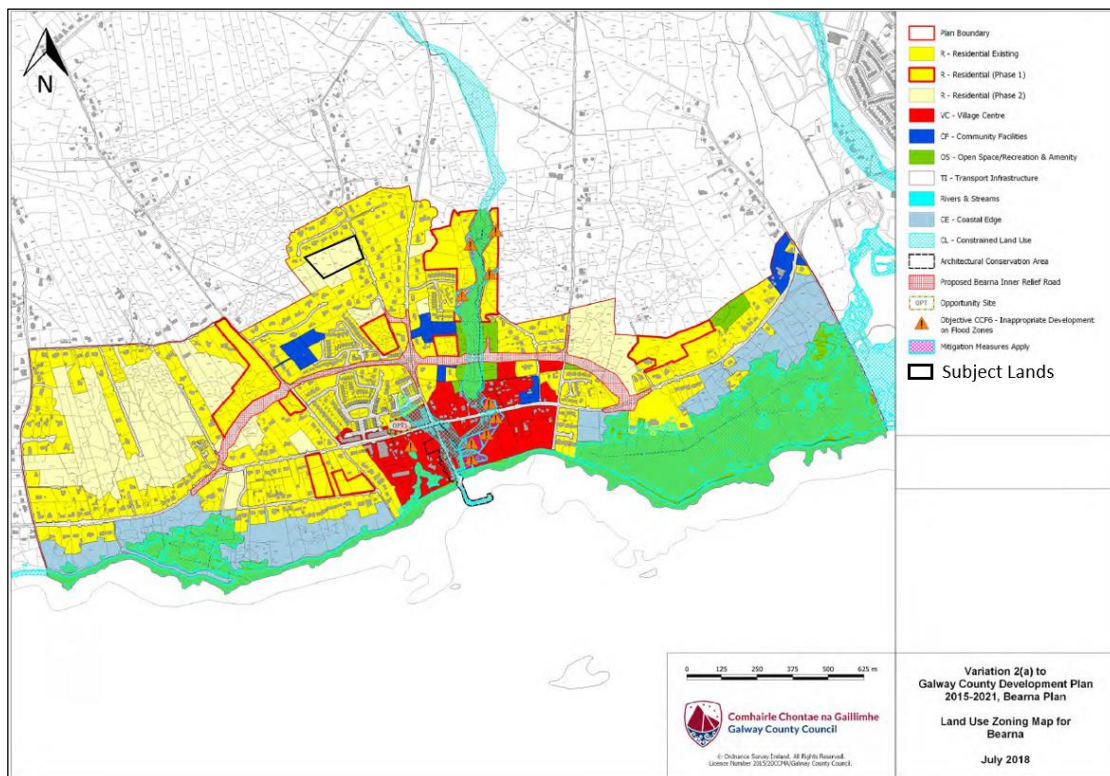 N
Plan Boundary
R - Residential Existing
R - Residential (Phase 1)
R - Residential (Phase 2)
VC - Village Centre
CF - Community Facilities
OS - Open Space/Recreation & Amenity
TI - Transport Infrastructure
Rivers & Streams
CE - Coastal Edge
CL - Constrained Land Use
Architectural Conservation Area
Proposed Bearna Inner Relief Road
OPT Opportunity Site
Objective CCF6 - Inappropriate Development
on Flood Zones
Mitigation Measures Apply
Subject Lands
OPT1
0 125 250 375 500 625 m
Comhairle Chontae na Gaillimhe
Galway County Council
© Ordnance Survey Ireland. All Rights Reserved.
Licence Number 2015/20CCMA/Galway County Council.
Variation 2(a) to
Galway County Development Plan
2015-2021, Bearna Plan
Land Use Zoning Map for
Bearna
July 2018